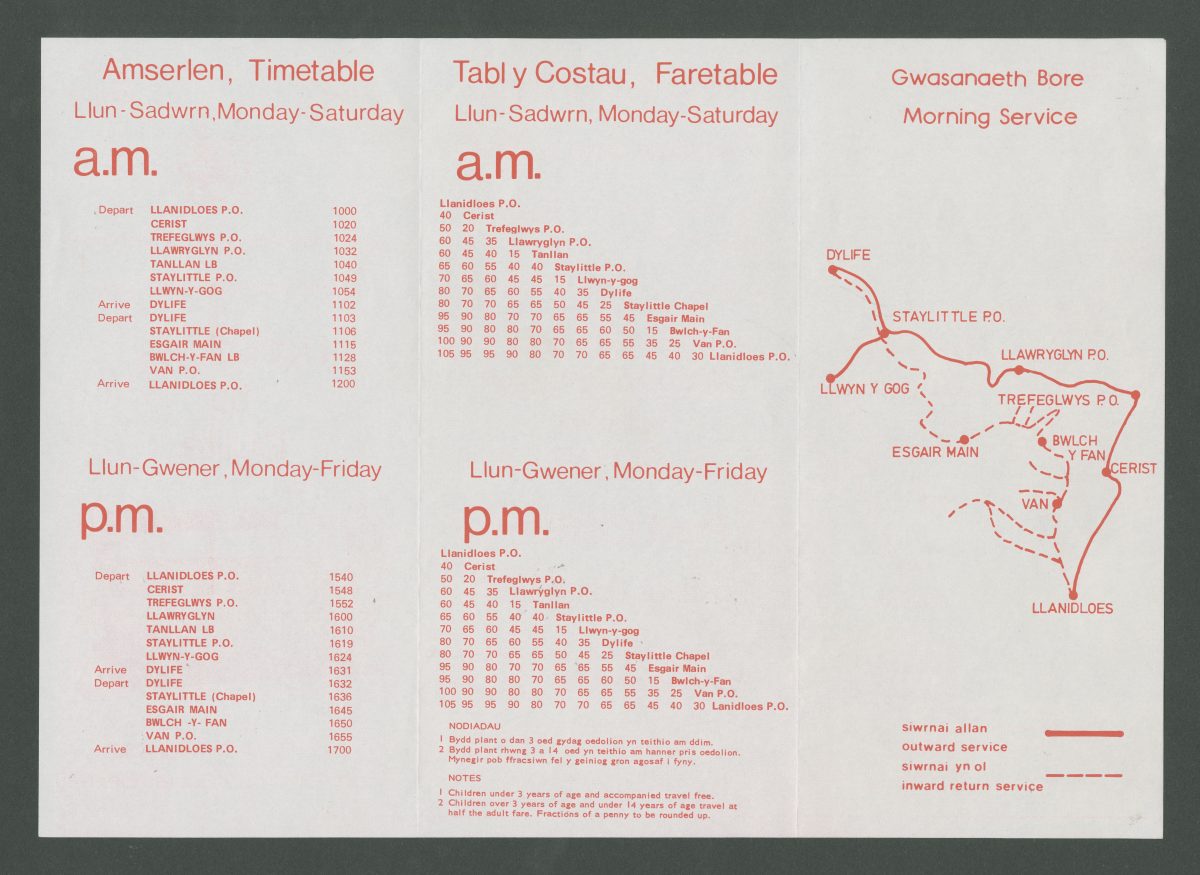 Amserlen, Timetable
Llun-Sadwrn, Monday-Saturday
a.m.
Depart LLANIDLOES P.O. 1000
CERIST 1020
TREFEGLWYS P.O. 1024
LLAWRYGLYN P.O. 1032
TANLLAN LB 1040
STAYLITTLE P.O. 1049
LLWYN-Y-GOG 1054
Arrive DYLIFE 1102
Depart DYLIFE 1103
STAYLITTLE (Chapel) 1106
ESGAIR MAIN 1115
BWLCH-Y-FAN LB 1128
VAN P.O. 1153
Arrive LLANIDLOES P.O. 1200
Llun-Gwener, Monday-Friday
p.m.
Depart LLANIDLOES P.O. 1540
CERIST 1548
TREFEGLWYS P.O. 1552
LLAWRYGLYN 1600
TANLLAN LB 1610
STAYLITTLE P.O. 1619
LLWYN-Y-GOG 1624
Arrive DYLIFE 1631
Depart DYLIFE 1632
STAYLITTLE (Chapel) 1636
ESGAIR MAIN 1645
BWLCH -Y- FAN 1650
VAN P.O. 1655
Arrive LLANIDLOES P.O. 1700
Tabl y Costau, Faretable
Llun-Sadwrn, Monday-Saturday
a.m.
Llanidloes P.O.
40 Cerist
50 20 Trefeglwys P.O.
60 45 35 Llawryglyn P.O.
60 45 40 15 Tanllan
65 60 55 40 40 Staylittle P.O.
70 65 60 45 45 15 Llwyn-y-gog
80 70 65 60 55 40 35 Dylife
80 70 70 65 65 50 45 25 Staylittle Chapel
95 90 80 70 70 65 65 55 45 Esgair Main
95 90 80 80 70 65 65 60 50 15 Bwlch-y-Fan
100 90 90 80 80 70 65 65 55 35 25 Van P.O.
105 95 95 90 80 70 70 65 65 45 40 30 Llanidloes P.O.
Llun-Gwener, Monday-Friday
p.m.
Llanidloes P.O.
40 Cerist
50 20 Trefeglwys P.O.
60 45 35 Llawryglyn P.O.
60 45 40 15 Tanllan
65 60 55 40 40 Staylittle P.O.
70 65 60 45 45 15 Llwyn-y-gog
80 70 65 60 55 40 35 Dylife
80 70 70 65 65 50 45 25 Staylittle Chapel
95 90 80 70 70 65 65 55 45 Esgair Main
95 90 80 80 70 65 65 60 50 15 Bwlch-y-Fan
100 90 90 80 80 70 65 65 55 35 25 Van P.O.
105 95 95 90 80 70 70 65 65 45 40 30 Lanidloes P.O.
NODIADAU
1 Bydd plant o dan 3 oed gydag oedolion yn teithio am ddim.
2 Bydd plant rhwng 3 a 14 oed yn teithio am hanner pris oedolion.
Mynegir pob ffracsiwn fel y geiniog gron agosaf i fyny.
NOTES
1 Children under 3 years of age and accompanied travel free.
2 Children over 3 years of age and under 14 years of age travel at
half the adult fare. Fractions of a penny to be rounded up.
Gwasanaeth Bore
Morning Service
DYLIFE
STAYLITTLE P.O.
LLAWRYGLYN P.O.
LLWYN Y GOG
TREFEGLWYS P.O.
ESGAIR MAIN
BWLCH
Y FAN
CERIST
VAN
LLANIDLOES
siwrnai allan
outward service
siwrnai yn ol
inward return service